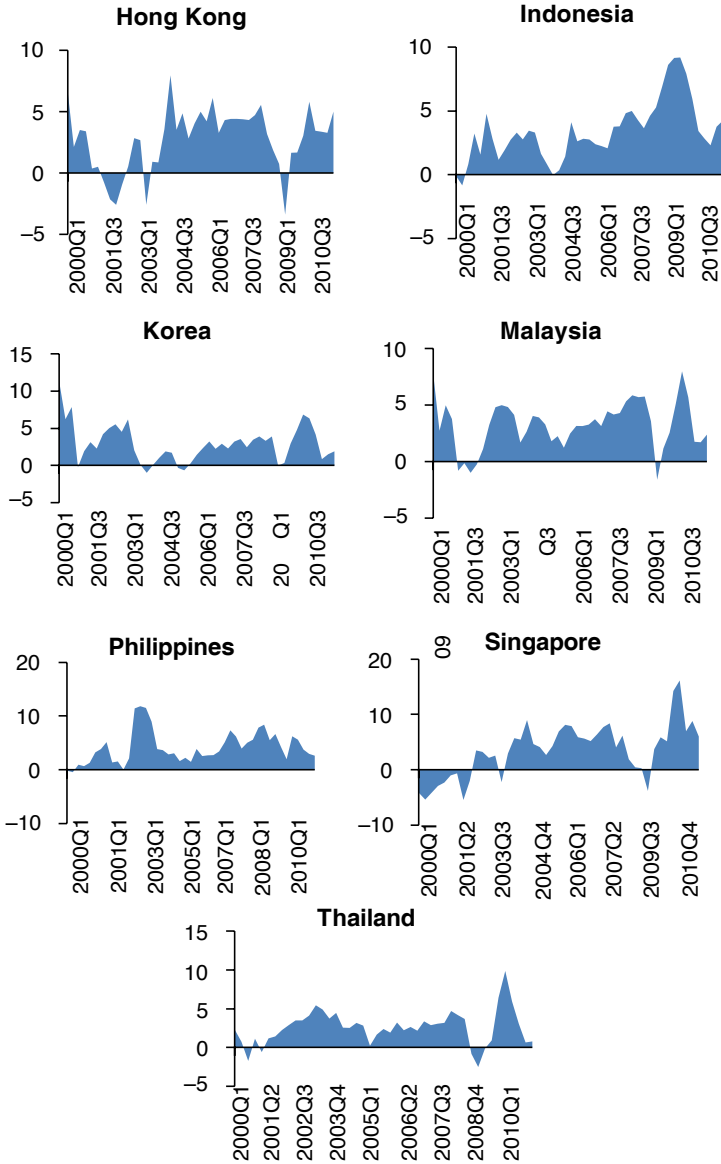 Hong Kong
10
5
0
–5
2000Q1
2001Q3
2003Q1
2004Q3
2006Q1
2007Q3
2009Q1
2010Q3
Indonesia
10
5
0
–5
2000Q1
2001Q3
2003Q1
2004Q3
2006Q1
2007Q3
2009Q1
2010Q3
Korea
15
10
5
0
–5
2000Q1
2001Q3
2003Q1
2004Q3
2006Q1
2007Q3
20 Q1
2010Q3
Malaysia
10
5
0
–5
2000Q1
2001Q3
2003Q1
Q3
2006Q1
2007Q3
2009Q1
2010Q3
Philippines
20
10
0
–10
2000Q1
2001Q1
2003Q1
2005Q1
2007Q1
2008Q1
2010Q1
09
Singapore
20
10
0
–10
2000Q1
2001Q2
2003Q3
2004Q4
2006Q1
2007Q2
2009Q3
2010Q4
Thailand
15
10
5
0
–5
2000Q1
2001Q2
2002Q3
2003Q4
2005Q1
2006Q2
2007Q3
2008Q4
2010Q1